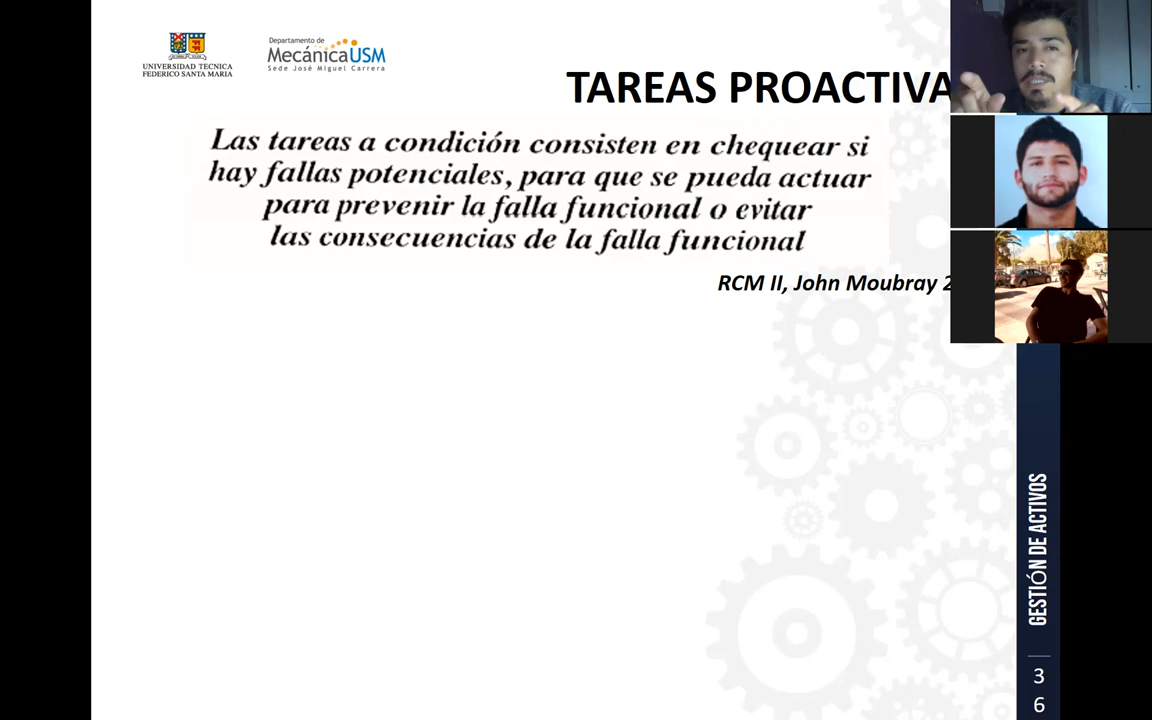 UNIVERSIDAD TECNICA
FEDERICO SANTA MARIA
Departamento de
MecánicaUSM
Sede José Miguel Carrera
TAREAS PROACTIVA
Las tareas a condición consisten en chequear si
hay fallas potenciales, para que se pueda actuar
para prevenir la falla funcional o evitar
las consecuencias de la falla funcional
RCM II, John Moubray 2
GESTIÓN DE ACTIVOS
3
6